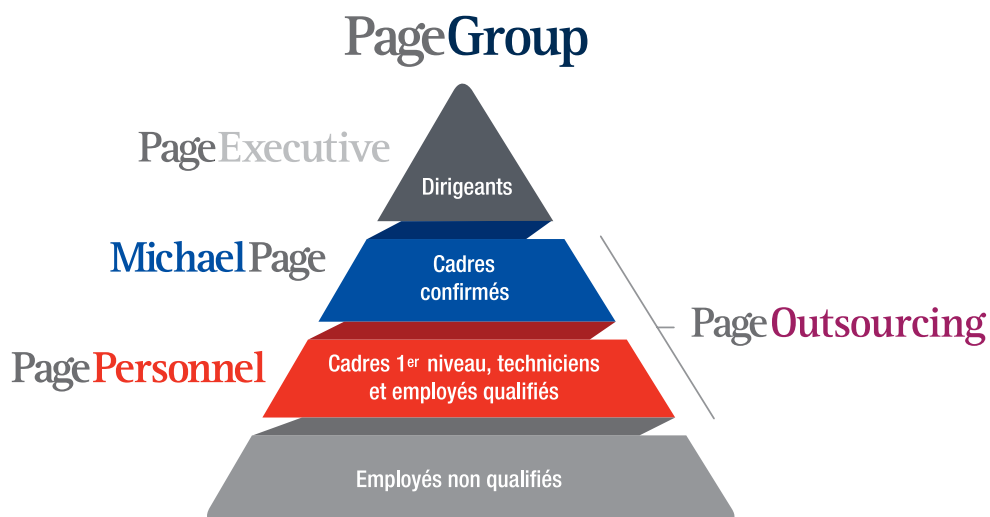 PageGroup
PageExecutive
Dirigeants
MichaelPage
Cadres
confirmés
PageOutsourcing
PagePersonnel
Cadres 1er niveau, techniciens
et employés qualifiés
Employés non qualifiés